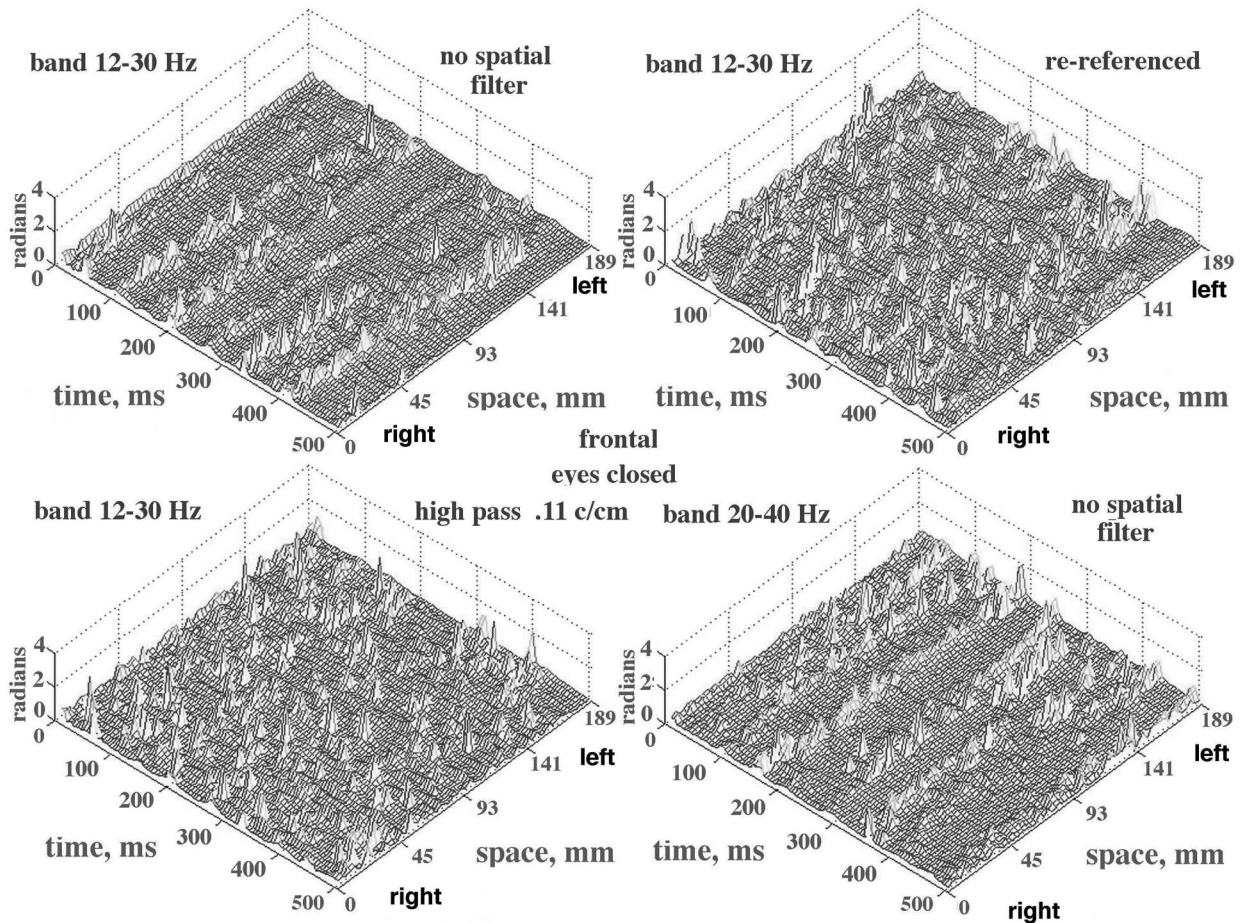 band 12-30 Hz
no spatial
filter
4
2
0
radians
0
100
200
300
400
500
time, ms
0
45
93
141
189
space, mm
right
left
band 12-30 Hz
re-referenced
4
2
0
radians
0
100
200
300
400
500
time, ms
0
45
93
141
189
space, mm
right
left
frontal
eyes closed
band 12-30 Hz
high pass .11 c/cm
4
2
0
radians
0
100
200
300
400
500
time, ms
0
45
93
141
189
space, mm
right
left
band 20-40 Hz
no spatial
filter
4
2
0
radians
0
100
200
300
400
500
time, ms
0
45
93
141
189
space, mm
right
left